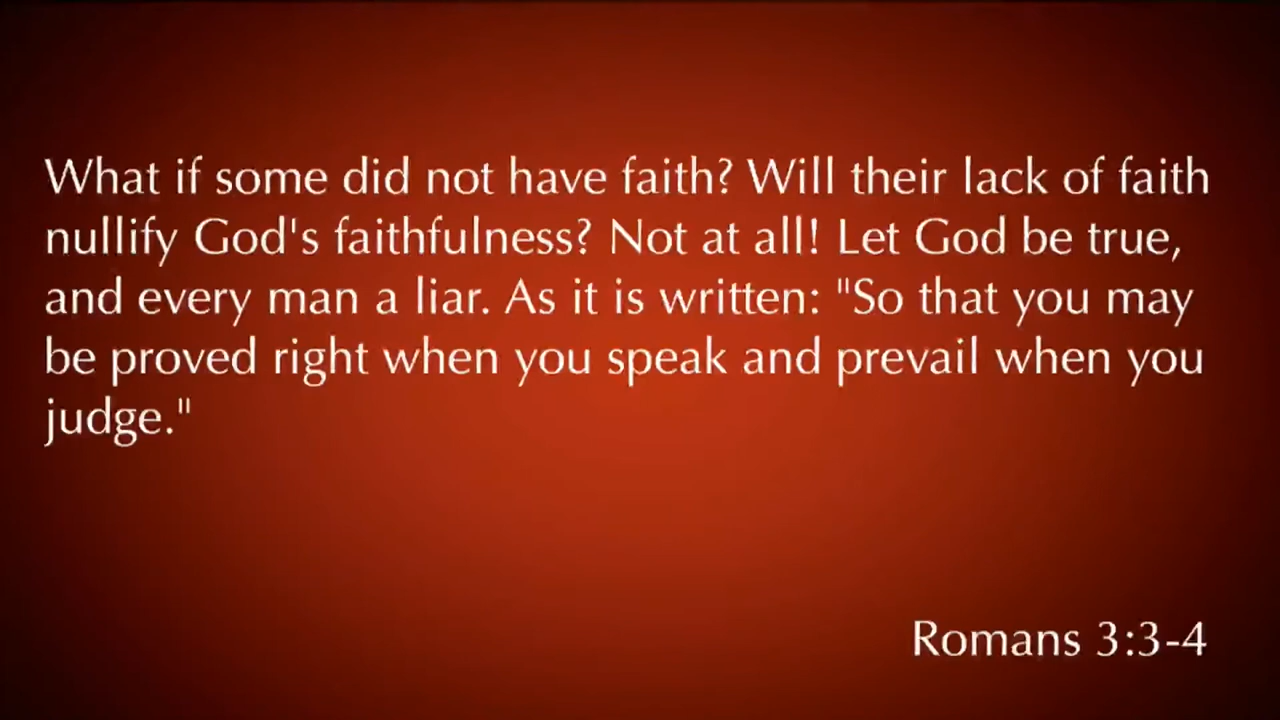 What if some did not have faith? Will their lack of faith
nullify God's faithfulness? Not at all! Let God be true,
and every man a liar. As it is written: "So that you may
be proved right when you speak and prevail when you
judge."
Romans 3:3-4